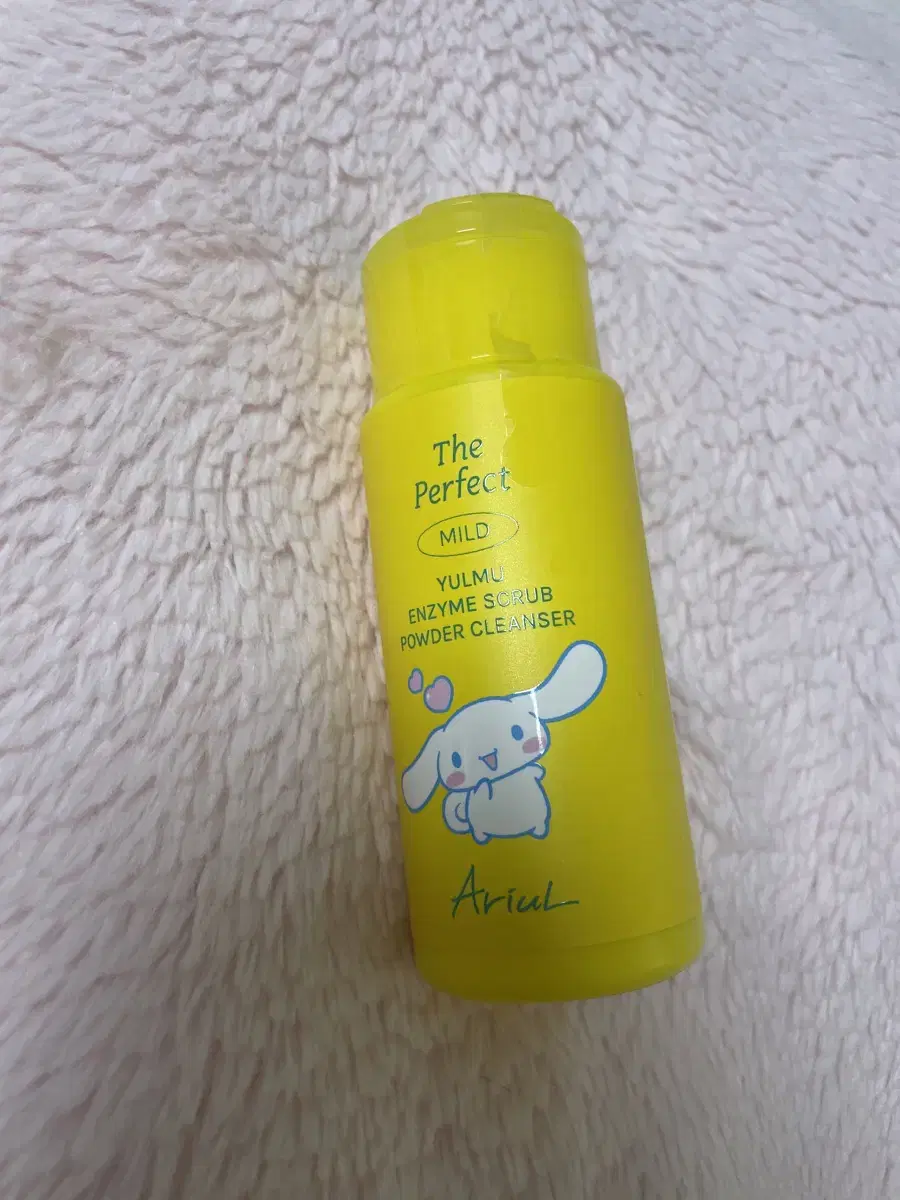 The
Perfect
MILD
YULMU
ENZYME SCRUB
POWDER CLEANSER
Ariul